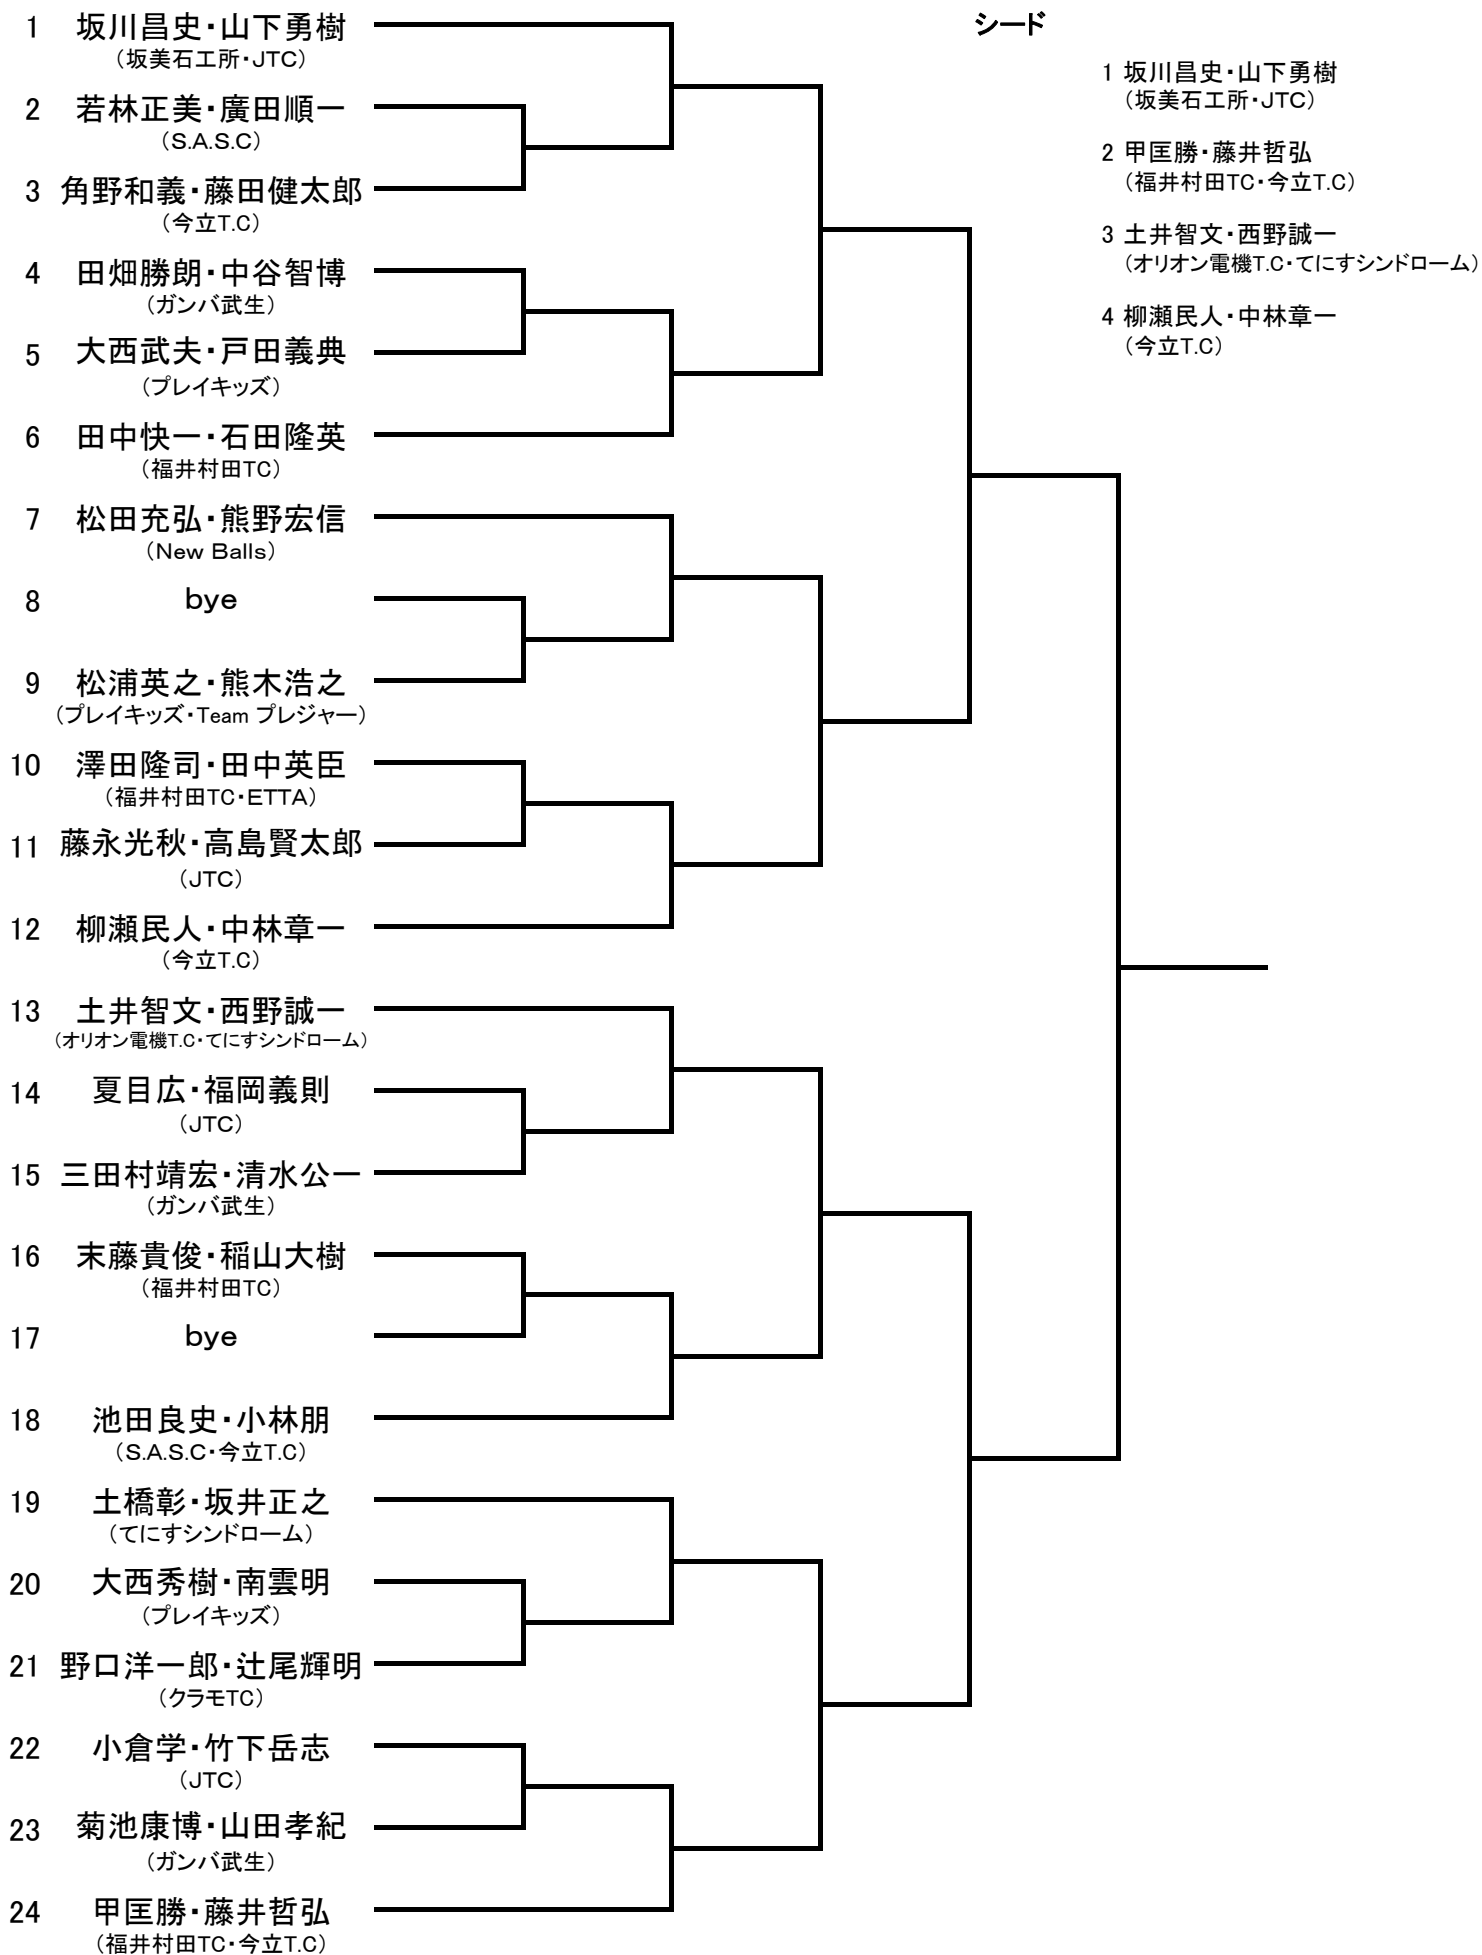 1 坂川昌史・山下勇樹
（坂美石工所・JTC）
2 若林正美・廣田順一
（S.A.S.C）
3 角野和義・藤田健太郎
（今立T.C）
4 田畑勝朗・中谷智博
（ガンバ武生）
5 大西武夫・戸田義典
（プレイキッズ）
6 田中快一・石田隆英
（福井村田TC）
7 松田充弘・熊野宏信
（New Balls）
8 bye
9 松浦英之・熊木浩之
（プレイキッズ・Team プレジャー）
10 澤田隆司・田中英臣
（福井村田TC・ETTA）
11 藤永光秋・高島賢太郎
（JTC）
12 柳瀬民人・中林章一
（今立T.C）
13 土井智文・西野誠一
（オリオン電機T.C・てにすシンドローム）
14 夏目広・福岡義則
（JTC）
15 三田村靖宏・清水公一
（ガンバ武生）
16 末藤貴俊・稲山大樹
（福井村田TC）
17 bye
18 池田良史・小林朋
（S.A.S.C・今立T.C）
19 土橋彰・坂井正之
（てにすシンドローム）
20 大西秀樹・南雲明
（プレイキッズ）
21 野口洋一郎・辻尾輝明
（クラモTC）
22 小倉学・竹下岳志
（JTC）
23 菊池康博・山田孝紀
（ガンバ武生）
24 甲匡勝・藤井哲弘
（福井村田TC・今立T.C）
シード
1 坂川昌史・山下勇樹
（坂美石工所・JTC）
2 甲匡勝・藤井哲弘
（福井村田TC・今立T.C）
3 土井智文・西野誠一
（オリオン電機T.C・てにすシンドローム）
4 柳瀬民人・中林章一
（今立T.C）